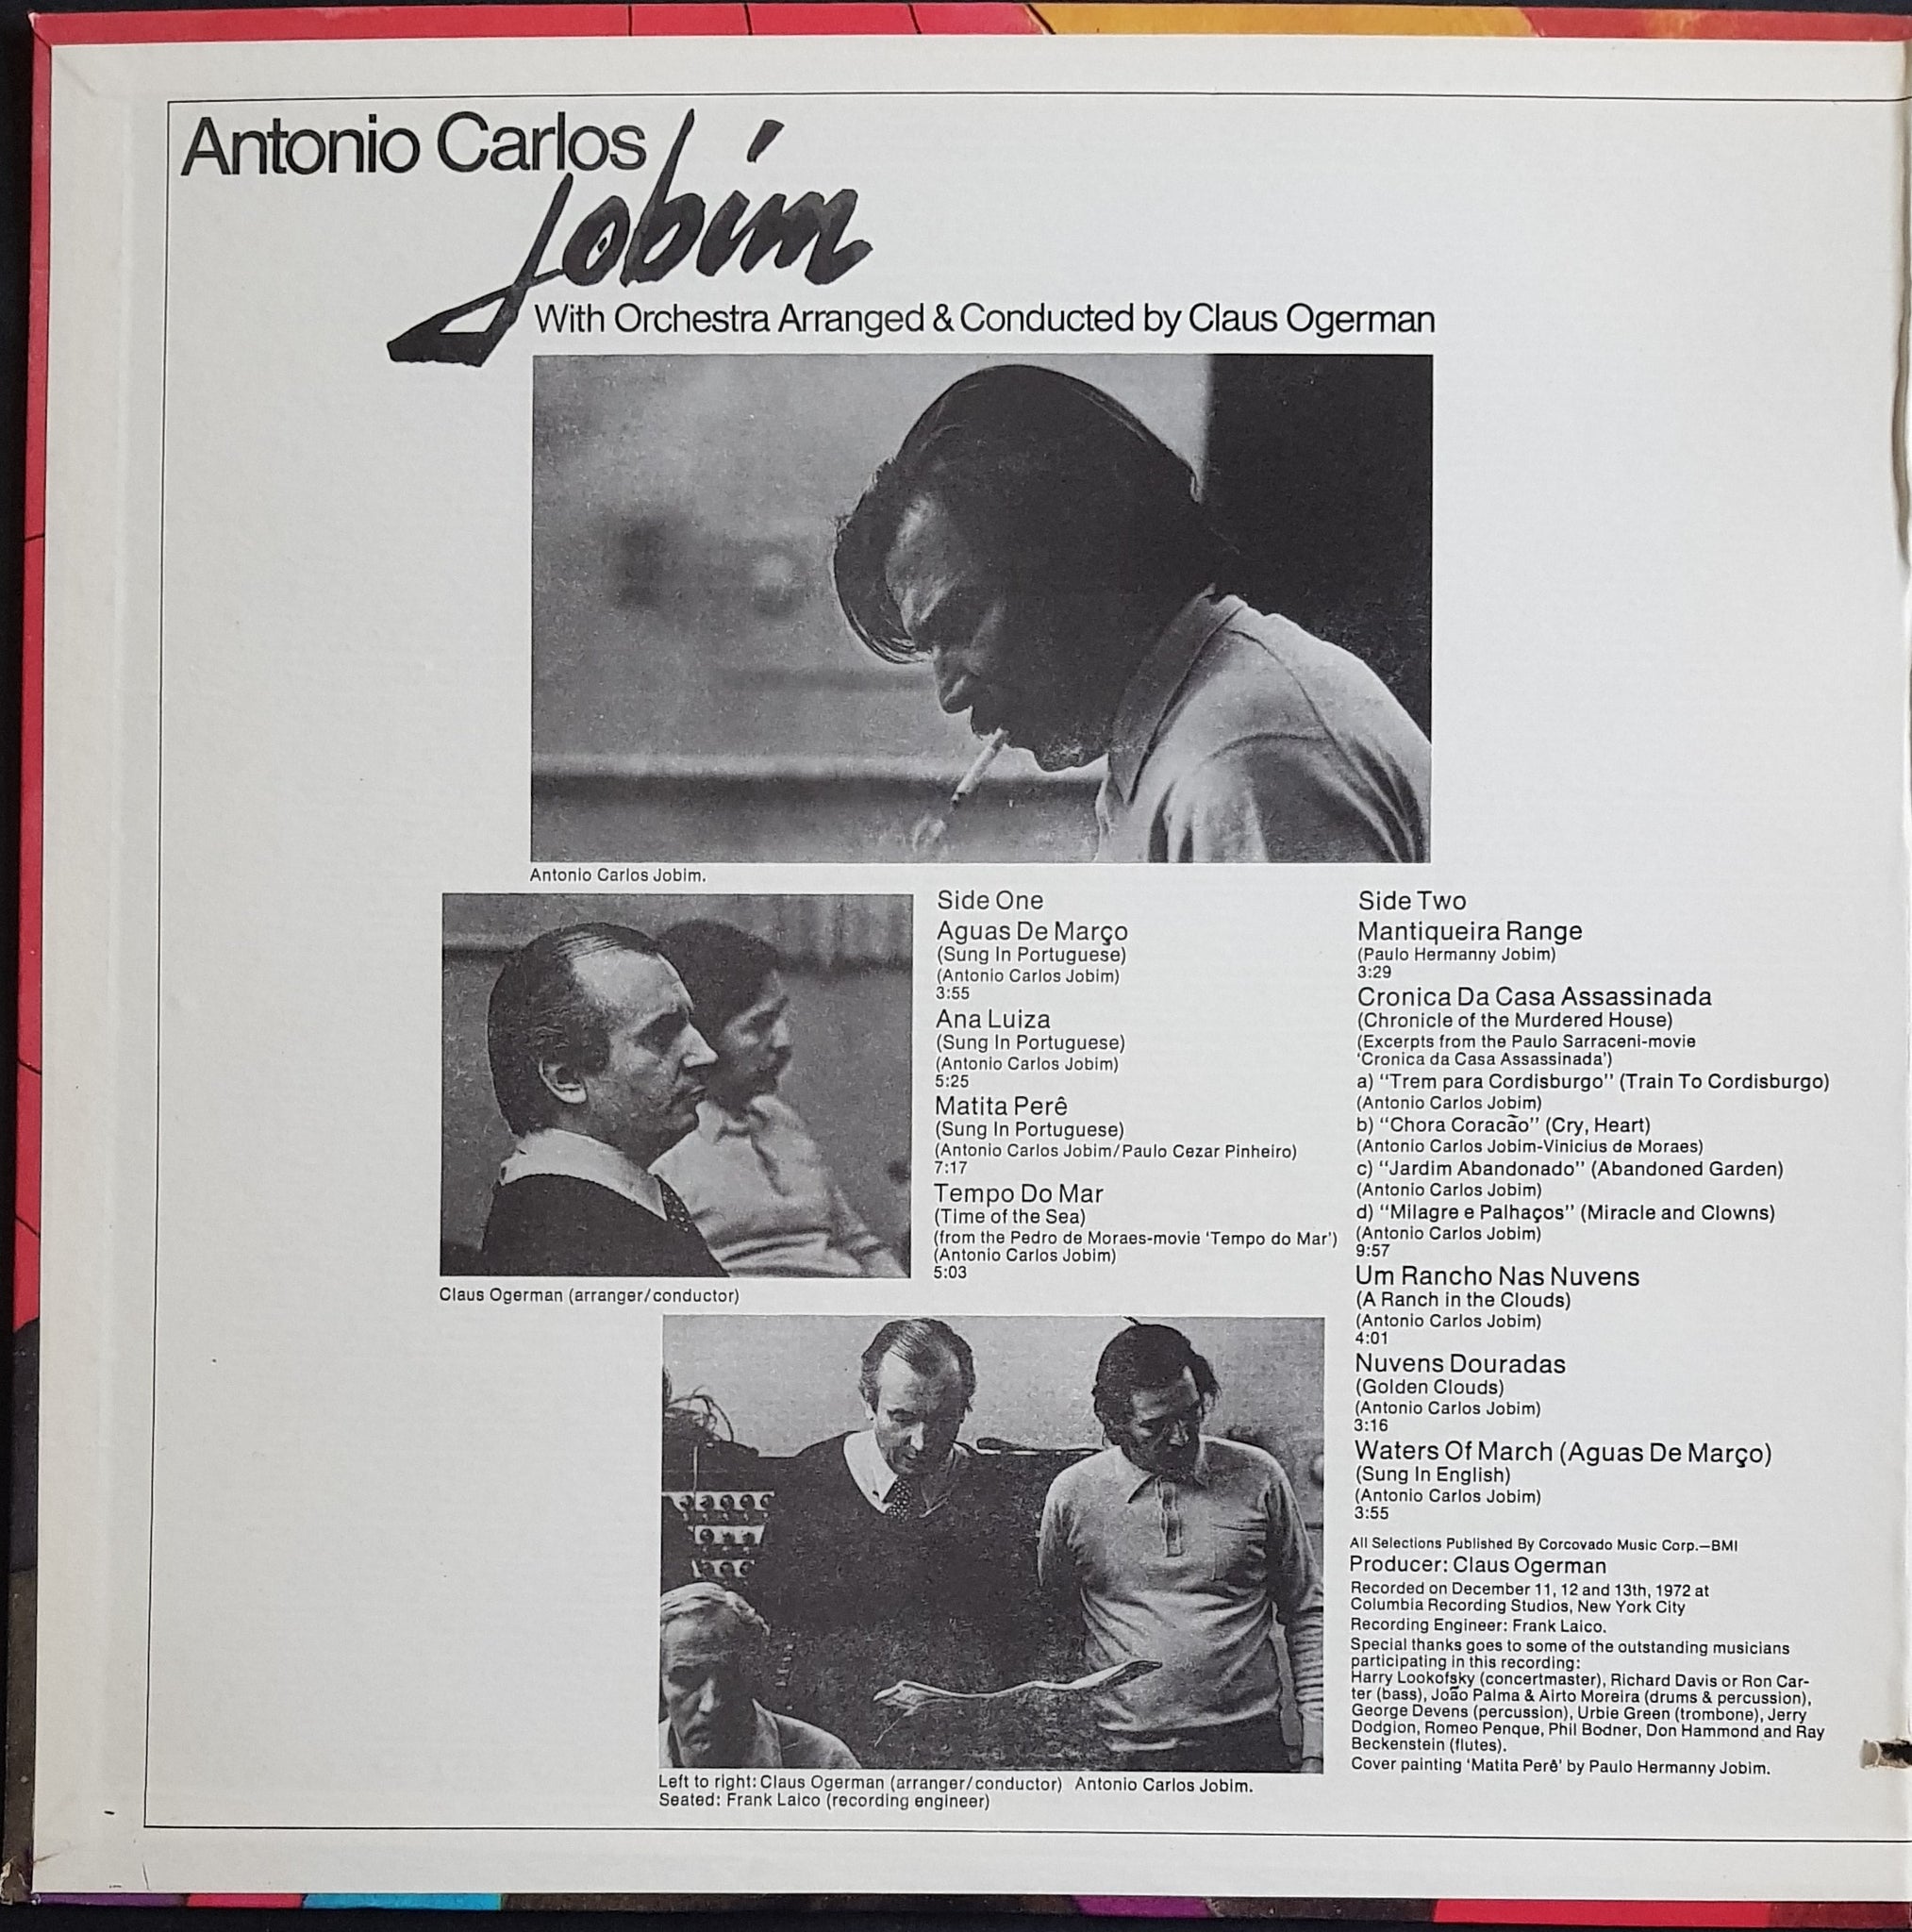 Antonio Carlos
Jobim
With Orchestra Arranged & Conducted by Claus Ogerman
Antonio Carlos Jobim.
Claus Ogerman (arranger/conductor)
Side One
Aguas De Março
(Sung In Portuguese)
(Antonio Carlos Jobim)
3:55
Ana Luiza
(Sung In Portuguese)
(Antonio Carlos Jobim)
5:25
Matita Perê
(Sung In Portuguese)
(Antonio Carlos Jobim/Paulo Cezar Pinheiro)
7:17
Tempo Do Mar
(Time of the Sea)
(from the Pedro de Moraes-movie ‘Tempo do Mar’)
(Antonio Carlos Jobim)
5:03
Side Two
Mantiqueira Range
(Paulo Hermanny Jobim)
3:29
Cronica Da Casa Assassinada
(Chronicle of the Murdered House)
(Excerpts from the Paulo Sarraceni-movie
‘Cronica da Casa Assassinada’)
a) “Trem para Cordisburgo” (Train To Cordisburgo)
(Antonio Carlos Jobim)
b) “Chora Coracão” (Cry, Heart)
(Antonio Carlos Jobim-Vinicius de Moraes)
c) “Jardim Abandonado” (Abandoned Garden)
(Antonio Carlos Jobim)
d) “Milagre e Palhaços” (Miracle and Clowns)
(Antonio Carlos Jobim)
9:57
Um Rancho Nas Nuvens
(A Ranch in the Clouds)
(Antonio Carlos Jobim)
4:01
Nuvens Douradas
(Golden Clouds)
(Antonio Carlos Jobim)
3:16
Waters Of March (Aguas De Março)
(Sung In English)
(Antonio Carlos Jobim)
3:55
All Selections Published By Corcovado Music Corp.—BMI
Producer: Claus Ogerman
Recorded on December 11, 12 and 13th, 1972 at
Columbia Recording Studios, New York City
Recording Engineer: Frank Laico.
Special thanks goes to some of the outstanding musicians
participating in this recording:
Harry Lookofsky (concertmaster), Richard Davis or Ron Car-
ter (bass), João Palma & Airto Moreira (drums & percussion),
George Devens (percussion), Urbie Green (trombone), Jerry
Dodgion, Romeo Penque, Phil Bodner, Don Hammond and Ray
Beckenstein (flutes).
Cover painting ‘Matita Perê’ by Paulo Hermanny Jobim.
Left to right: Claus Ogerman (arranger/conductor) Antonio Carlos Jobim.
Seated: Frank Laico (recording engineer)